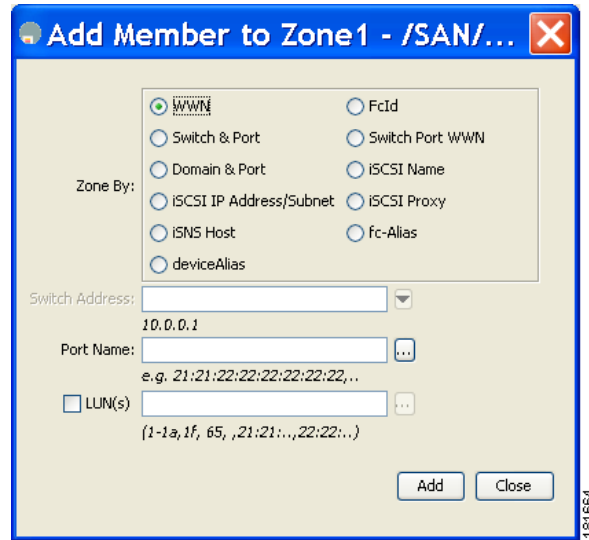 Add Member to Zone1 - /SAN/...
Zone By:
WWN
FcId
Switch & Port
Switch Port WWN
Domain & Port
iSCSI Name
iSCSI IP Address/Subnet
iSCSI Proxy
iSNS Host
fc-Alias
deviceAlias
Switch Address:
10.0.0.1
Port Name:
...
e.g. 21:21:22:22:22:22:22:22,..
LUN(s)
...
(1-1a,1f, 65, ,21:21:..,22:22:..)
Add
Close
181664